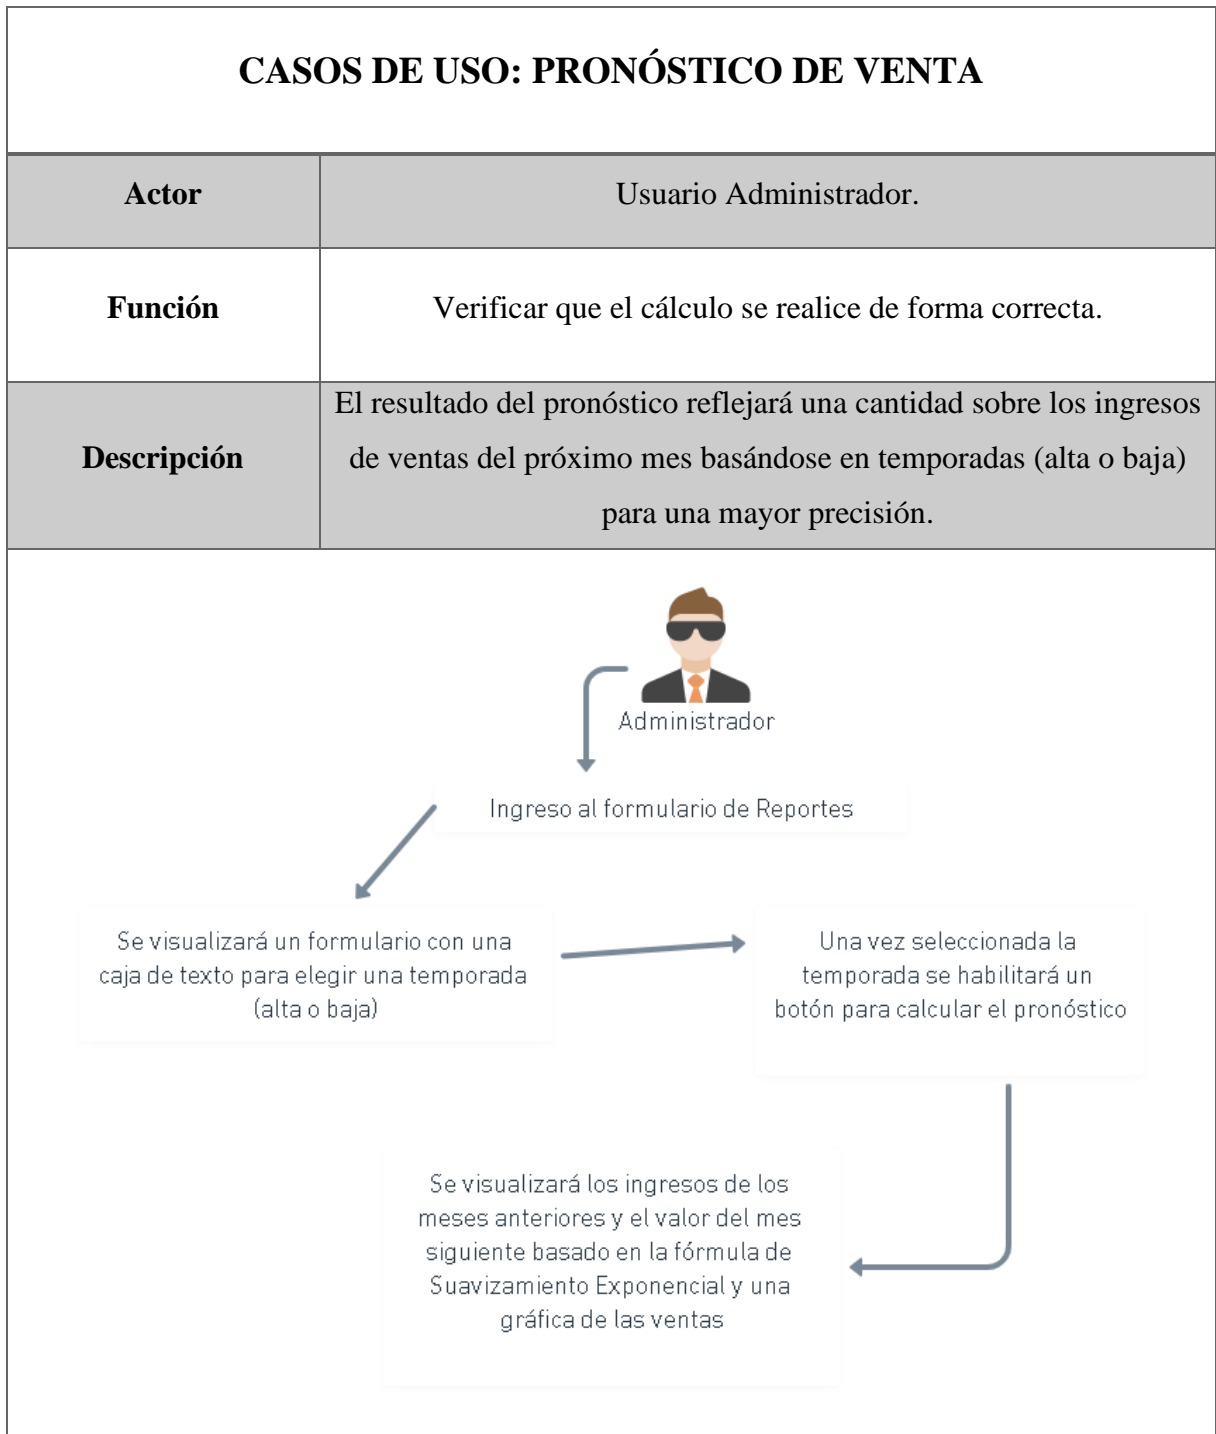 CASOS DE USO: PRONÓSTICO DE VENTA
Actor
Usuario Administrador.
Función
Verificar que el cálculo se realice de forma correcta.
Descripción
El resultado del pronóstico reflejará una cantidad sobre los ingresos
de ventas del próximo mes basándose en temporadas (alta o baja)
para una mayor precisión.
Administrador
Ingreso al formulario de Reportes
Se visualizará un formulario con una
caja de texto para elegir una temporada
(alta o baja)
Una vez seleccionada la
temporada se habilitará un
botón para calcular el pronóstico
Se visualizará los ingresos de los
meses anteriores y el valor del mes
siguiente basado en la fórmula de
Suavizamiento Exponencial y una
gráfica de las ventas